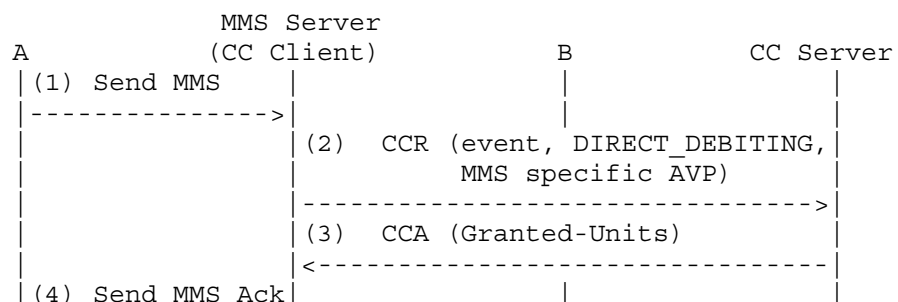 MMS Server
A (CC Client) B CC Server
|(1) Send MMS | | |
|--------------->| | |
| |(2) CCR (event, DIRECT_DEBITING,|
| | MMS specific AVP) |
| |-------------------------------->|
| |(3) CCA (Granted-Units) |
| |<--------------------------------|
|(4) Send MMS Ack| | |